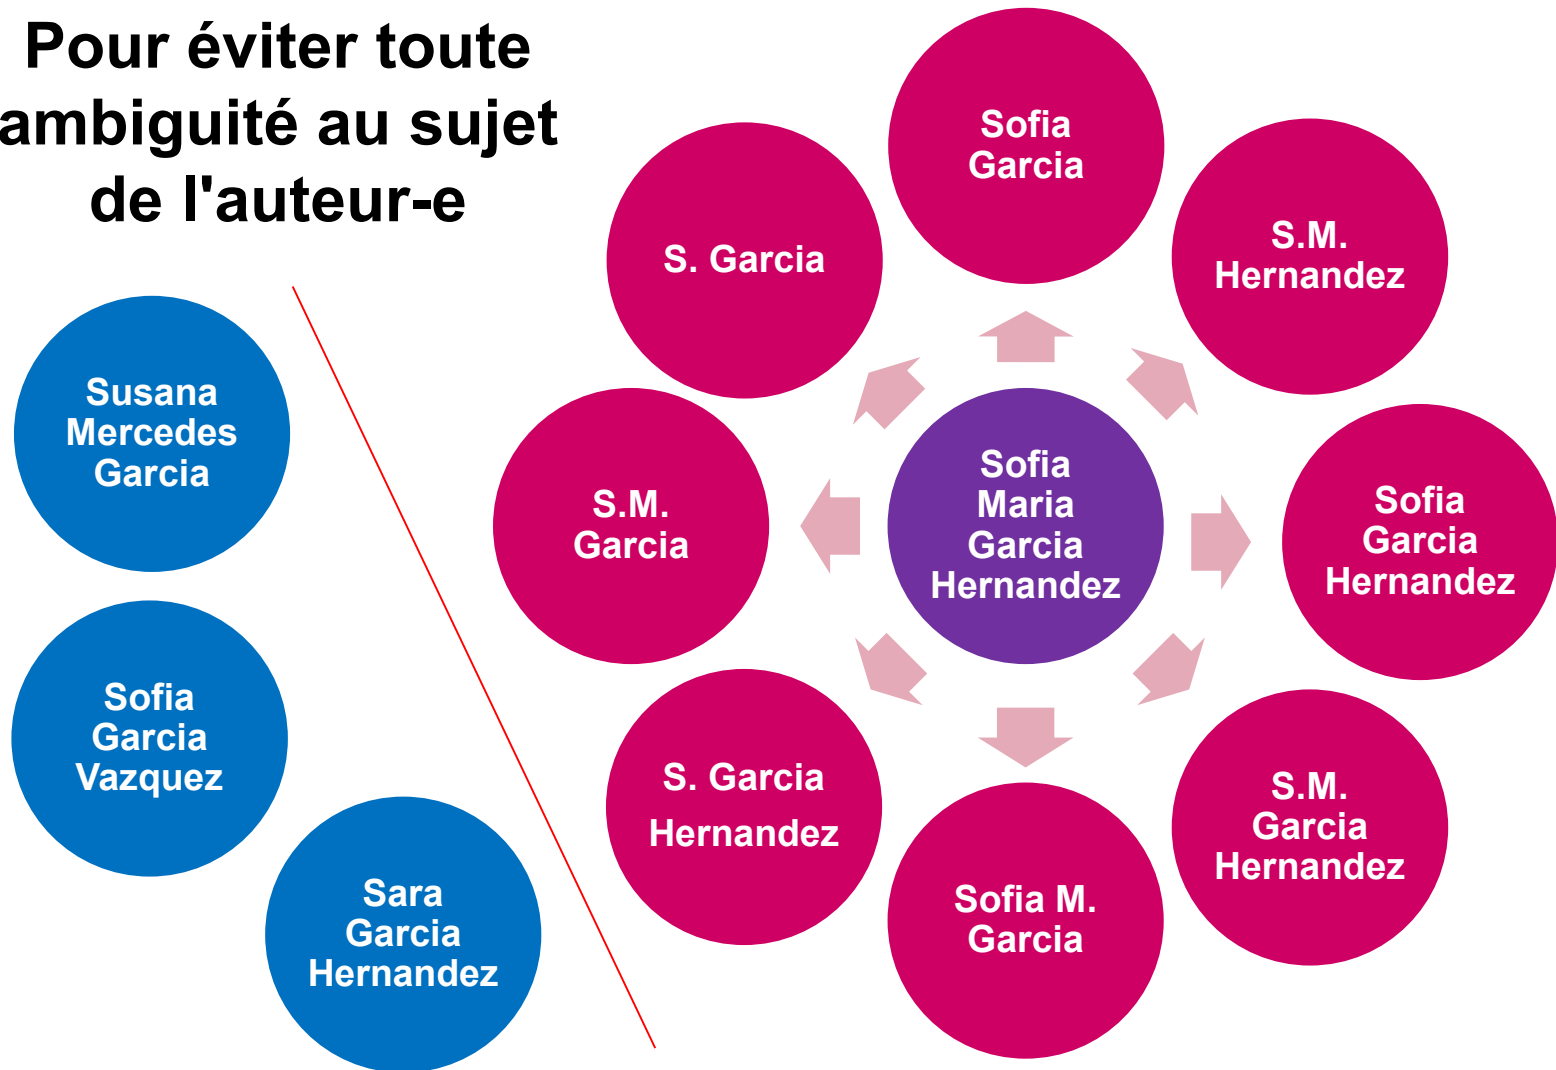 Pour éviter toute
ambiguité au sujet
de l'auteur-e
Susana
Mercedes
Garcia
Sofia
Garcia
Vazquez
Sara
Garcia
Hernandez
Sofia
Garcia
S.M.
Hernandez
Sofia
Garcia
Hernandez
S.M.
Garcia
Hernandez
Sofia M.
Garcia
S. Garcia
Hernandez
S.M.
Garcia
S. Garcia
Sofia
Maria
Garcia
Hernandez